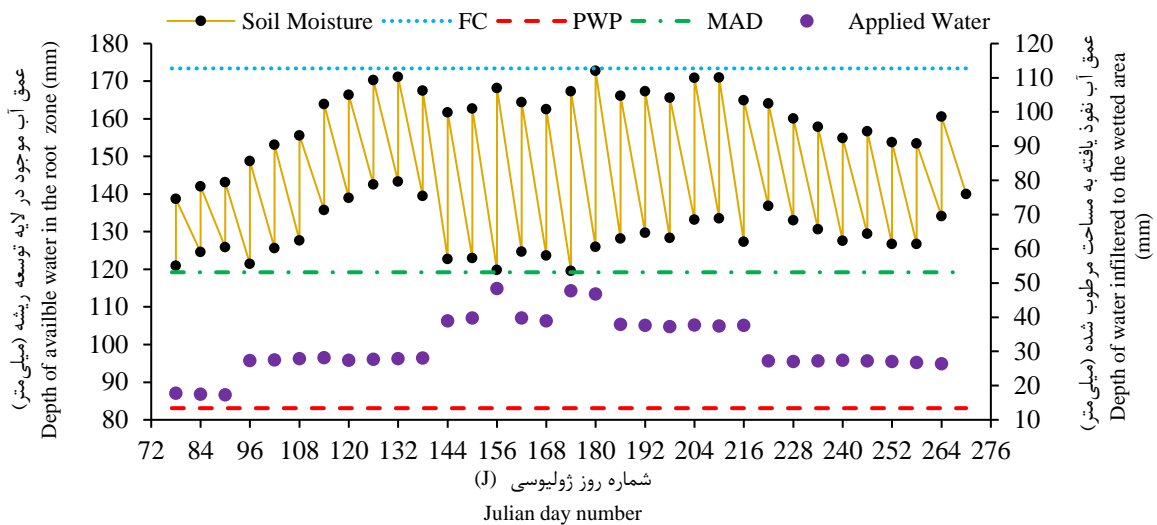 Soil Moisture FC PWP MAD Applied Water
180
170
160
150
140
130
120
110
100
90
80
عمق آب موجود در لایه توسعه ریشه (میلی‌متر)
Depth of availble water in the root zone (mm)
120
110
100
90
80
70
60
50
40
30
20
10
عمق آب نفوذ یافته به مساحت مرطوب شده (میلی‌متر)
Depth of water infiltered to the wetted area
(mm)
72 84 96 108 120 132 144 156 168 180 192 204 216 228 240 252 264 276
شماره روز ژولیوسی (J)
Julian day number